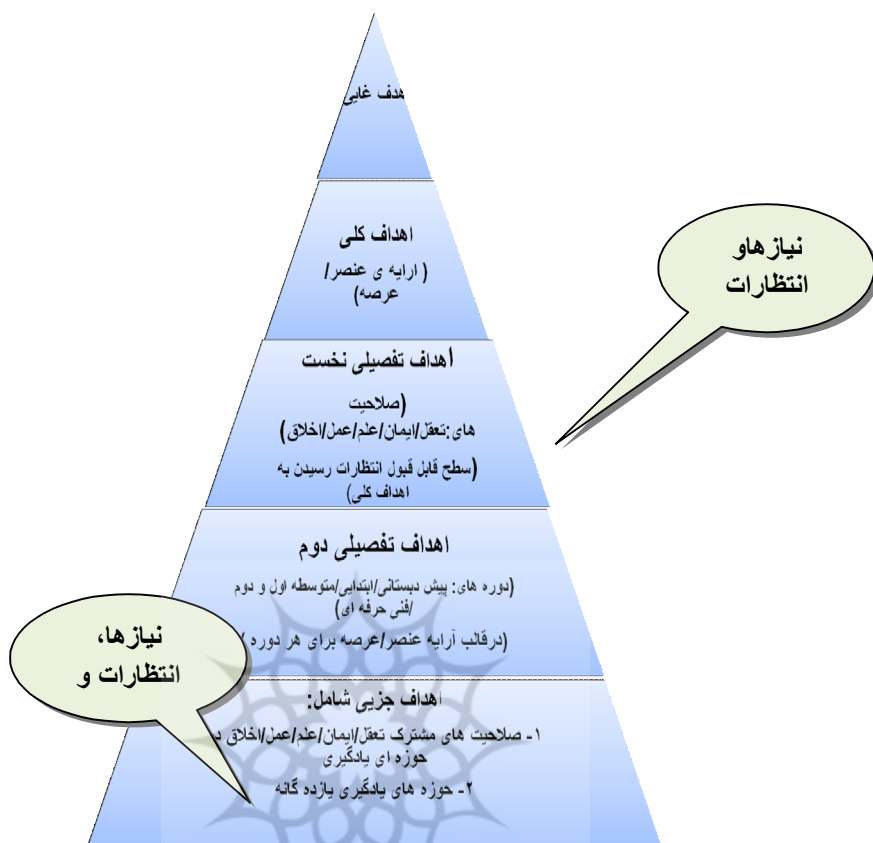 هدف غایی
اهداف کلی
( ارایه ی عنصر/
عرصه)
نیازهاو
انتظارات
أهداف تفصیلی نخست
(صلاحیت
های:تعقل/ایمان/علم/عمل/اخلاق)
(سطح قابل قبول انتظارات رسیدن به
اهداف کلی)
اهداف تفصیلی دوم
(دوره های: پیش دبستانی/ابتدایی/متوسطه اول و دوم
/فنی حرفه ای)
(درقالب آرایه عنصر/عرصه برای هر دوره )
نیازها،
انتظارات و
اهداف جزیی شامل:
۱- صلاحیت های مشترک تعقل/ایمان/علم/عمل/اخلاق
حوزه ای یادگیری
۲- حوزه های یادگیری یازده گانه